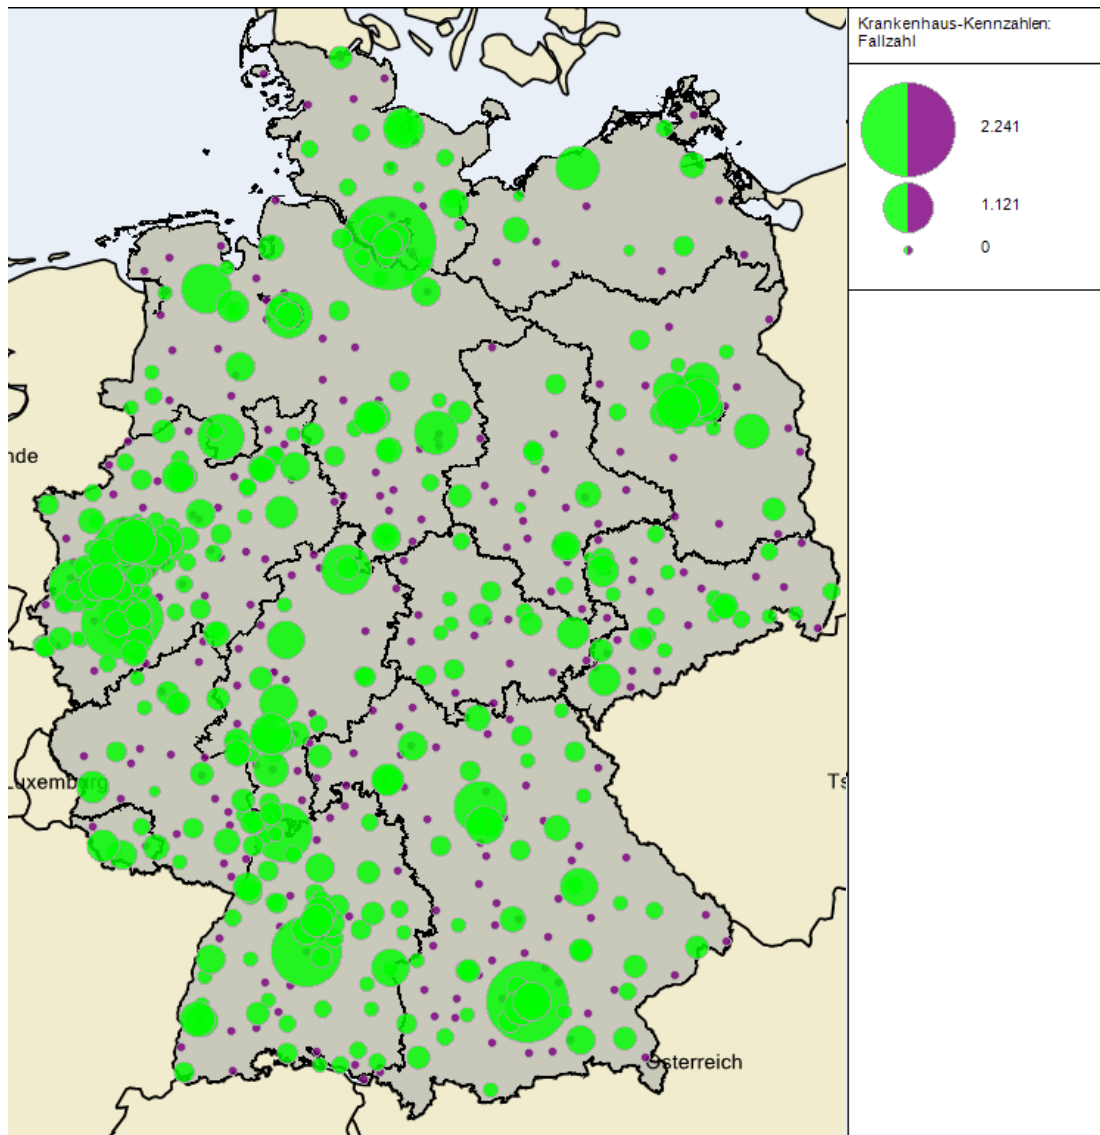 Krankenhaus-Kennzahlen:
Fallzahl
2.241
1.121
0
nde
Luxemburg
Ts
Österreich